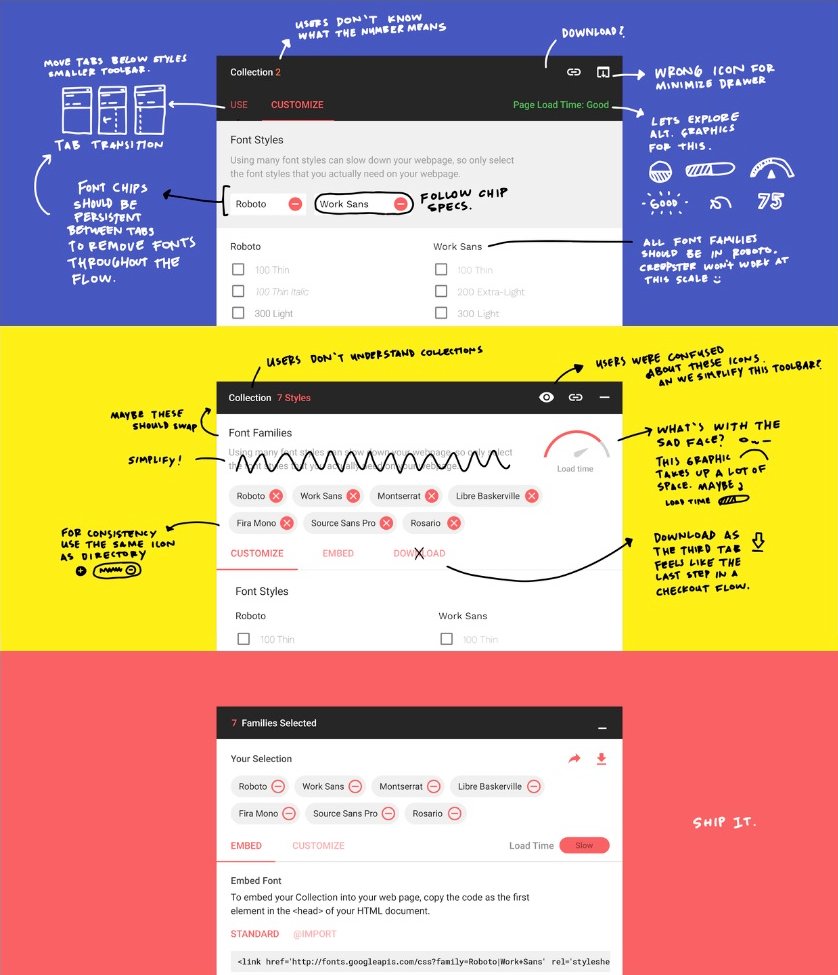 USERS DON'T KNOW
WHAT THE NUMBER MEANS
DOWNLOAD?
MOVE TABS BELOW STYLES
SMALLER TOOLBAR.
TAB TRANSITION
FONT CHIPS
SHOULD BE
PERSISTENT
BETWEEN TABS
TO REMOVE FONTS
THROUGHOUT THE
FLOW.
Collection 2
USE
CUSTOMIZE
Page Load Time: Good
WRONG ICON FOR
MINIMIZE DRAWER
LETS EXPLORE
ALT. GRAPHICS
FOR THIS.
GOOD
75
Font Styles
Using many font styles can slow down your webpage, so only select
the font styles that you actually need on your webpage.
Roboto
Work Sans
FOLLOW CHIP
SPECS.
Roboto
Work Sans
100 Thin
100 Thin
100 Thin Italic
200 Extra-Light
300 Light
300 Light
ALL FONT FAMILIES
SHOULD BE IN ROBOTO.
CREEPSTER WON'T WORK AT
THIS SCALE
USERS DON'T UNDERSTAND COLLECTIONS
USERS WERE CONFUSED
ABOUT THESE ICONS.
AN WE SIMPLIFY THIS TOOLBAR?
Collection 7 Styles
MAYBE THESE
SHOULD SWAP
SIMPLIFY!
Font Families
Using many font styles can slow down your webpage, so only select
the font styles that you actually need on your webpage.
Load time
WHAT'S WITH THE
SAD FACE?
THIS GRAPHIC
TAKES UP A LOT OF
SPACE. MAYBE
LOAD TIME
Roboto
Work Sans
Montserrat
Libre Baskerville
Fira Mono
Source Sans Pro
Rosario
FOR CONSISTENCY
USE THE SAME ICON
AS DIRECTORY
CUSTOMIZE
EMBED
DOWNLOAD
DOWNLOAD AS
THE THIRD TAB
FEELS LIKE THE
LAST STEP IN A
CHECKOUT FLOW.
Font Styles
Roboto
Work Sans
100 Thin
100 Thin
7 Families Selected
Your Selection
Roboto
Work Sans
Montserrat
Libre Baskerville
Fira Mono
Source Sans Pro
Rosario
EMBED
CUSTOMIZE
Load Time
Slow
SHIP IT.
Embed Font
To embed your Collection into your web page, copy the code as the first
element in the <head> of your HTML document.
STANDARD
@IMPORT
<link href='http://fonts.googleapis.com/css?family=Roboto|Work+Sans' rel='styleshe